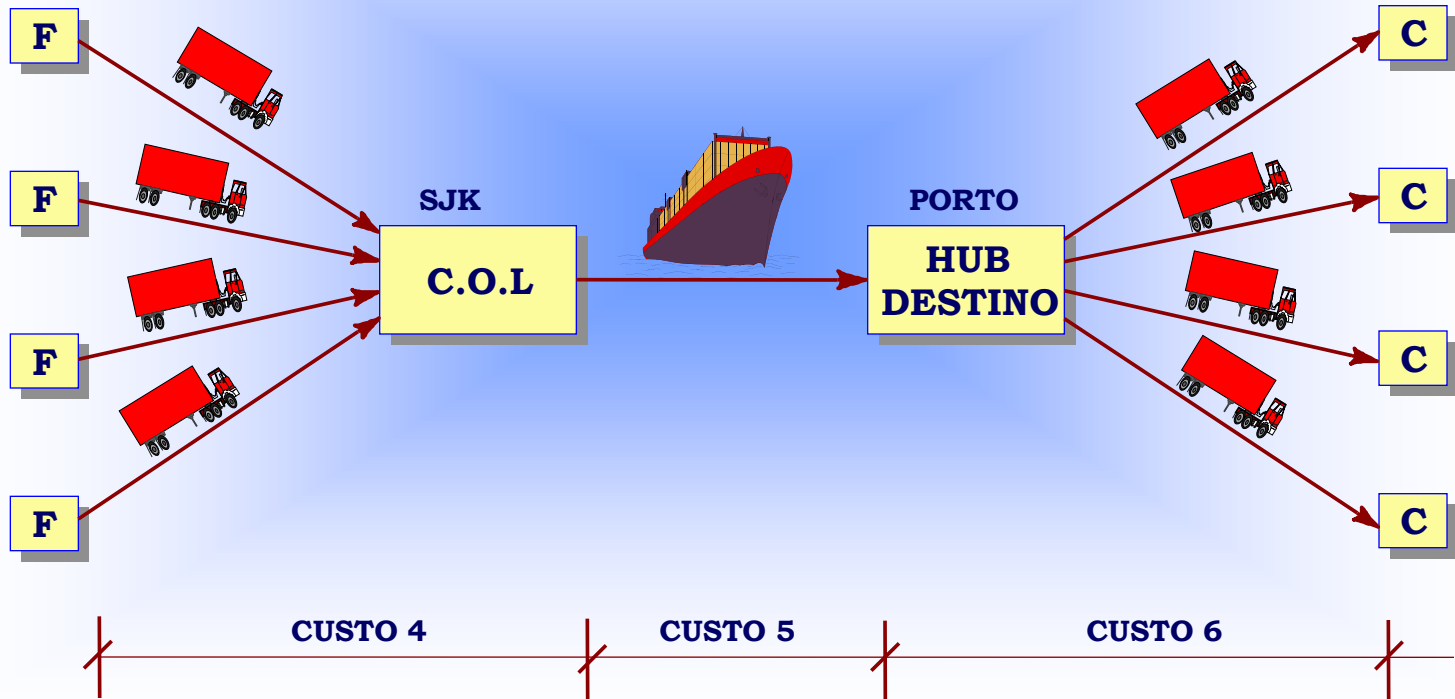 F
C
F
SJK
PORTO
C
C.O.L
HUB
DESTINO
F
C
F
C
CUSTO 4
CUSTO 5
CUSTO 6